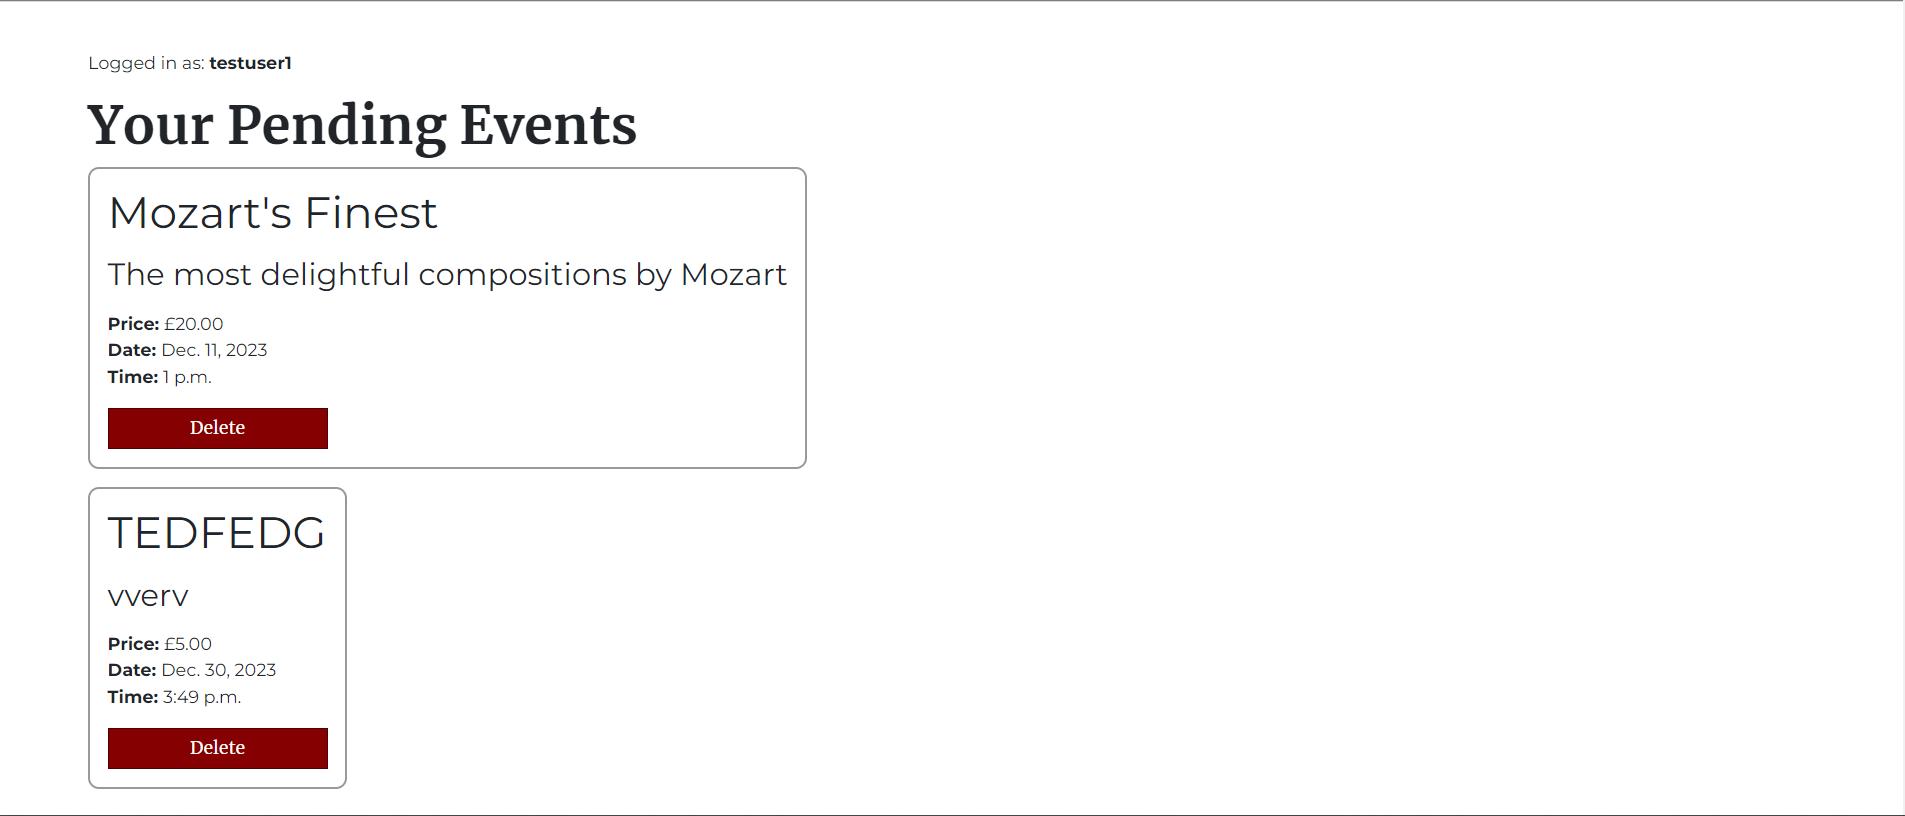 Logged in as: testuser1
Your Pending Events
Mozart's Finest
The most delightful compositions by Mozart
Price: £20.00
Date: Dec. 11, 2023
Time: 1 p.m.
Delete
TEDFEDG
vverv
Price: £5.00
Date: Dec. 30, 2023
Time: 3:49 p.m.
Delete